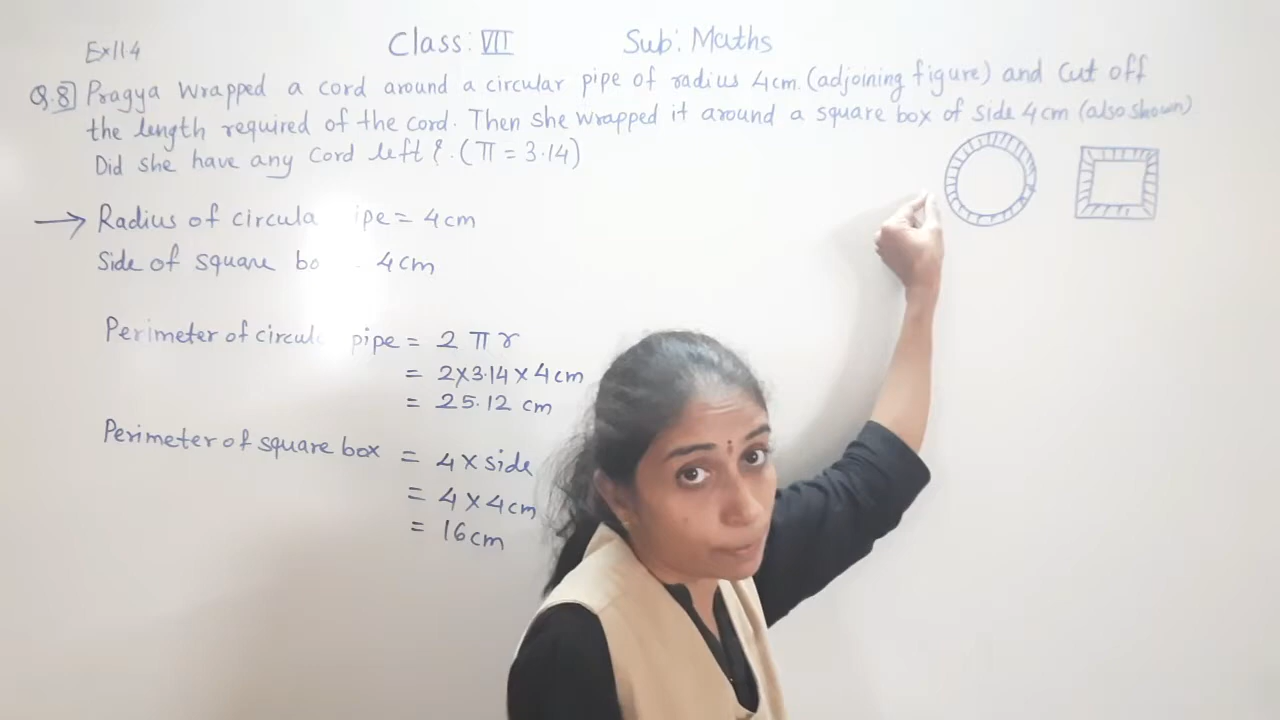 Ex 11.4
Class: VII Sub: Maths
Q.8 Pragya wrapped a cord around a circular pipe of radius 4cm (adjoining figure) and cut off
the length required of the cord. Then she wrapped it around a square box of side 4cm (also shown)
Did she have any cord left?. (π = 3.14)
→ Radius of circula ipe = 4cm
Side of square bo 4cm
Perimeter of circul pipe = 2πr
= 2×3.14×4cm
= 25.12 cm
Perimeter of square box = 4×side
= 4×4cm
= 16cm